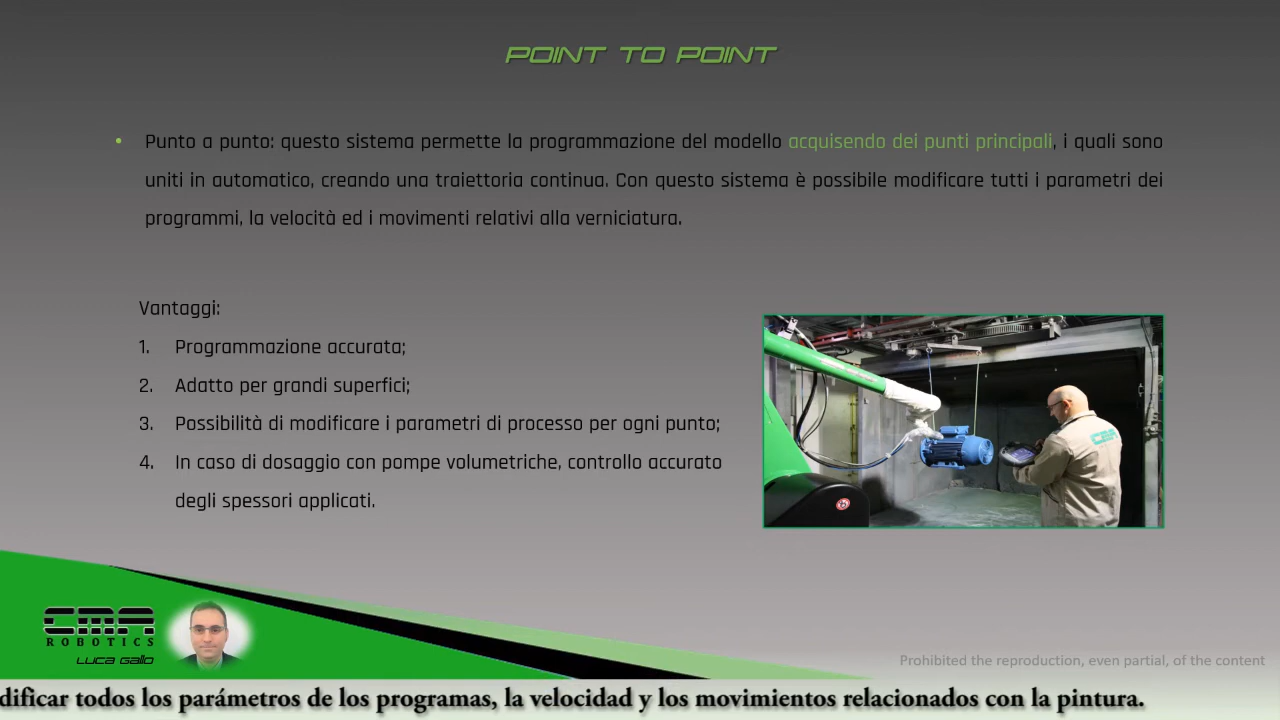 POINT TO POINT
• Punto a punto: questo sistema permette la programmazione del modello acquisendo dei punti principali, i quali sono
uniti in automatico, creando una traiettoria continua. Con questo sistema è possibile modificare tutti i parametri dei
programmi, la velocità ed i movimenti relativi alla verniciatura.
Vantaggi:
1. Programmazione accurata;
2. Adatto per grandi superfici;
3. Possibilità di modificare i parametri di processo per ogni punto;
4. In caso di dosaggio con pompe volumetriche, controllo accurato
degli spessori applicati.
CMA
CMA
ROBOTICS
Luca Gallo
Prohibited the reproduction, even partial, of the content
dificar todos los parámetros de los programas, la velocidad y los movimientos relacionados con la pintura.